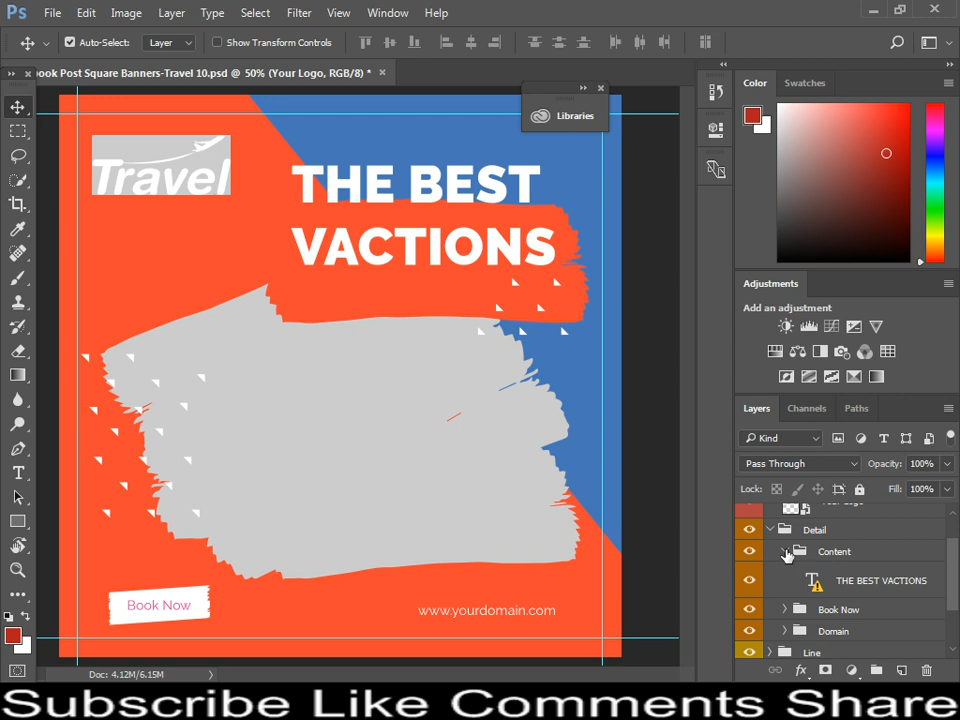 Ps File Edit Image Layer Type Select Filter View Window Help
Auto-Select: Layer Show Transform Controls
book Post Square Banners-Travel 10.psd @ 50% (Your Logo, RGB/8) *
Libraries
Color Swatches
Travel
THE BEST
VACTIONS
Adjustments
Add an adjustment
Layers Channels Paths
Kind
Pass Through Opacity: 100%
Lock: Fill: 100%
Detail
Content
THE BEST VACTIONS
Book Now
Domain
Line
Book Now
www.yourdomain.com
Doc: 4.12M/6.15M
Subscribe Like Comments Share